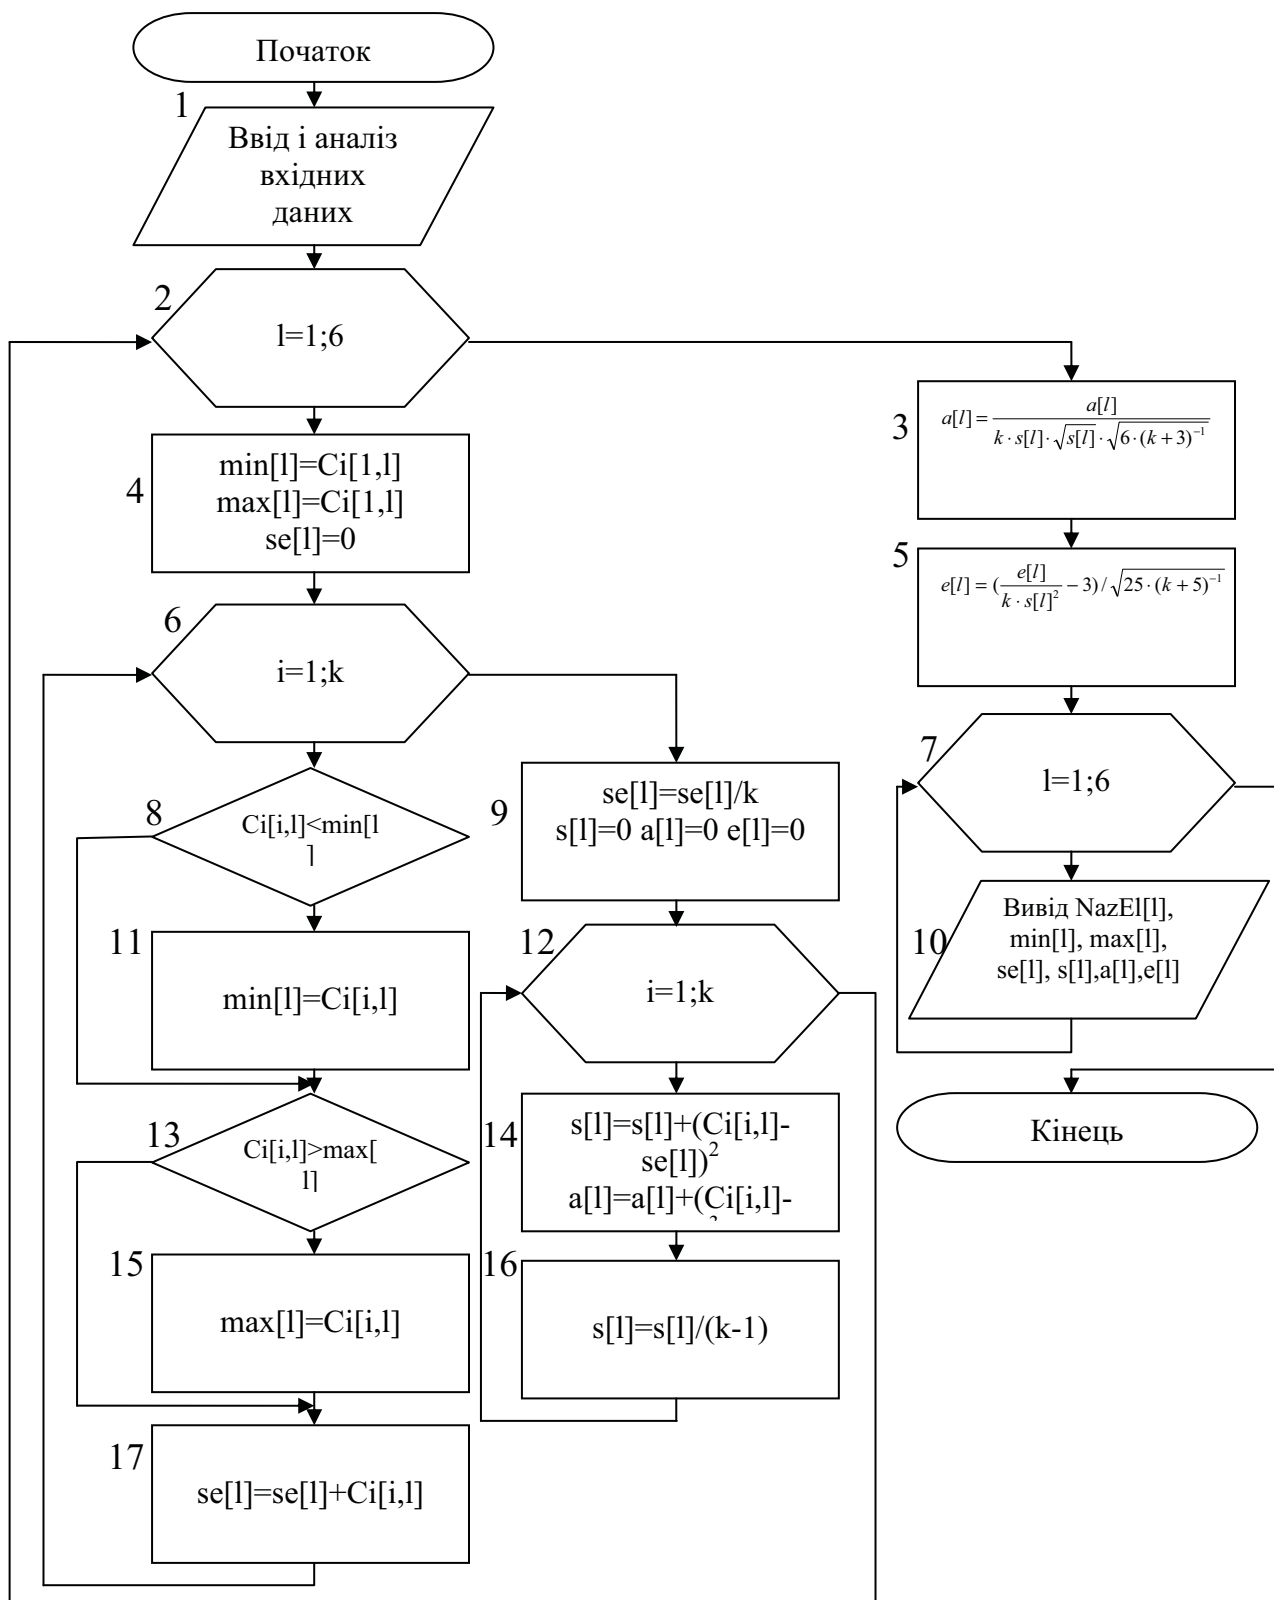 Початок
1
Ввід і аналіз
вхідних
даних
2
l=1;6
3
a[l] = a[l] / (k · s[l] · √s[l] · √(6 · (k + 3)⁻¹))
4
min[l]=Ci[1,l]
max[l]=Ci[1,l]
se[l]=0
5
e[l] = (e[l] / (k · s[l]²) − 3) / √(25 · (k + 5)⁻¹)
6
i=1;k
7
l=1;6
8
Ci[i,l]<min[l
]
9
se[l]=se[l]/k
s[l]=0 a[l]=0 e[l]=0
10
Вивід NazEl[l],
min[l], max[l],
se[l], s[l],a[l],e[l]
11
min[l]=Ci[i,l]
12
i=1;k
13
Ci[i,l]>max[
l]
14
s[l]=s[l]+(Ci[i,l]-
se[l])²
a[l]=a[l]+(Ci[i,l]-
Кінець
15
max[l]=Ci[i,l]
16
s[l]=s[l]/(k-1)
17
se[l]=se[l]+Ci[i,l]